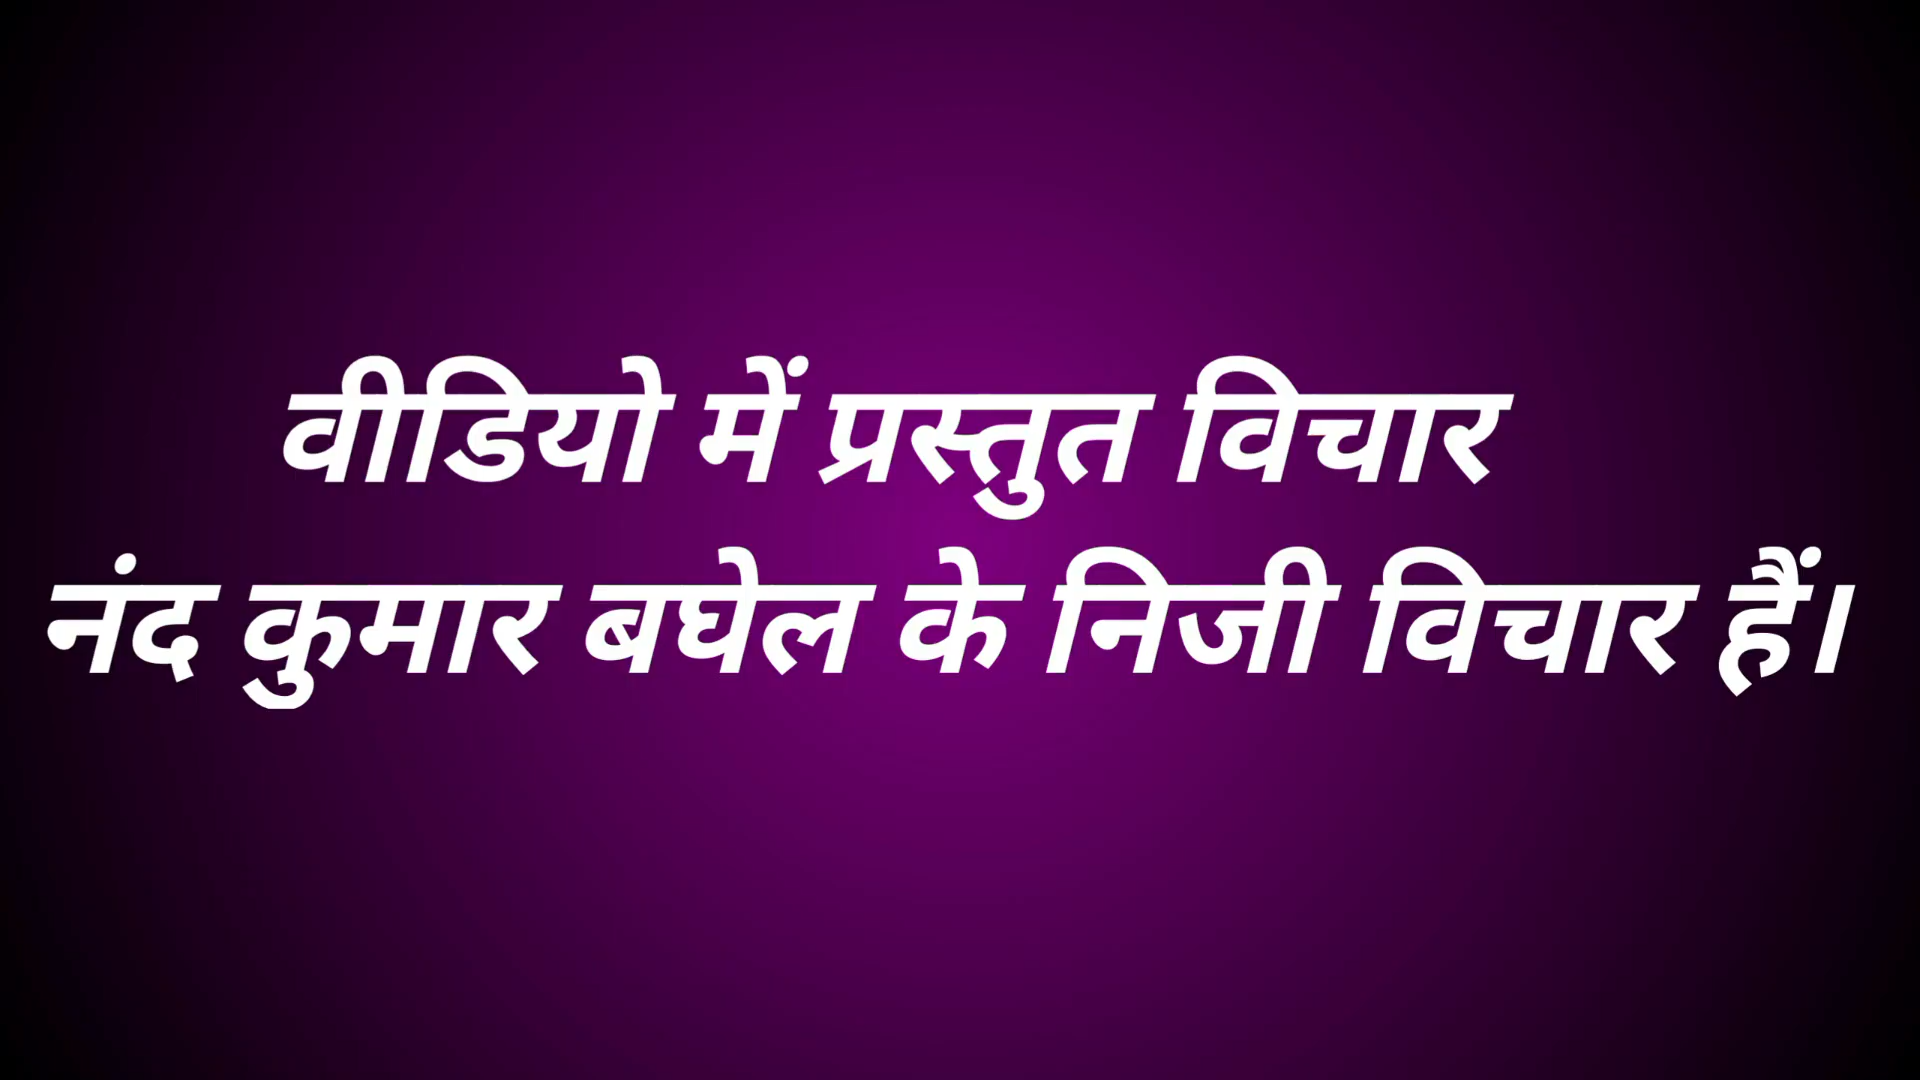 वीडियो में प्रस्तुत विचार
नंद कुमार बघेल के निजी विचार हैं।